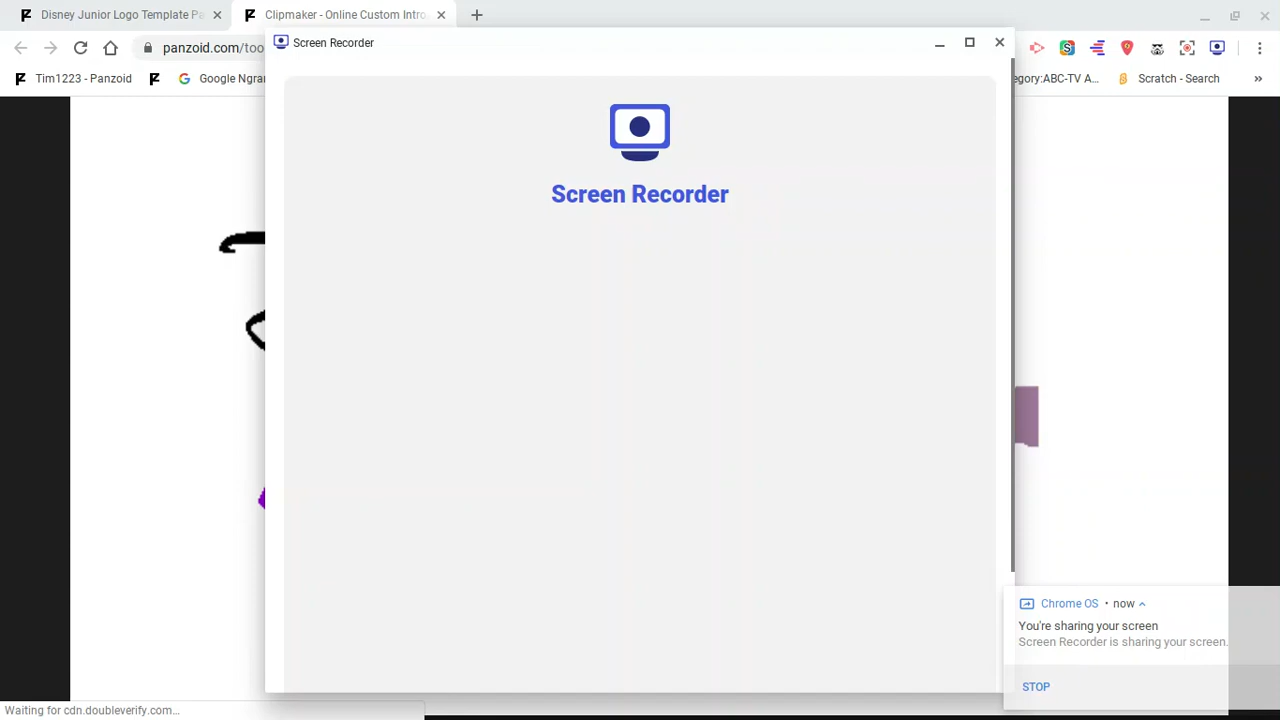 Disney Junior Logo Template Pa
Clipmaker - Online Custom Intro
panzoid.com/too
Tim1223 - Panzoid
Google Ngra
egory:ABC-TV A...
Scratch - Search
Screen Recorder
Screen Recorder
Chrome OS • now
You're sharing your screen
Screen Recorder is sharing your screen.
STOP
Waiting for cdn.doubleverify.com...